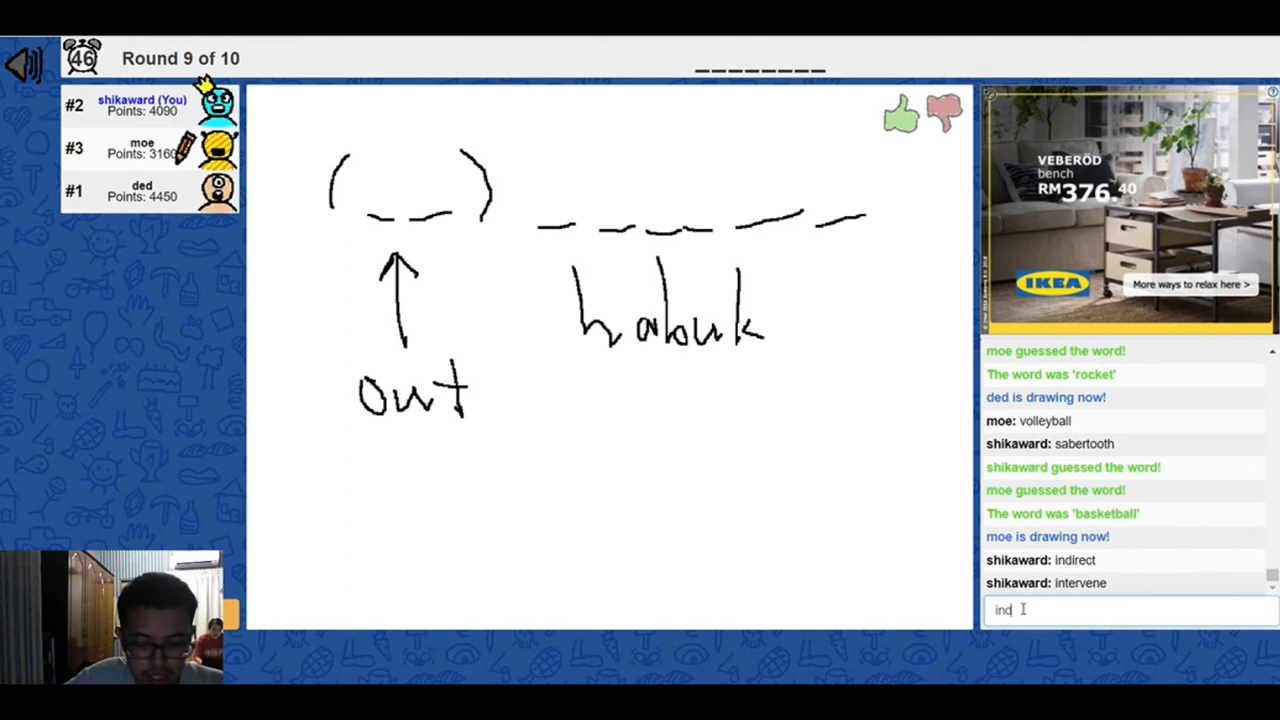 46 Round 9 of 10 ________
#2 shikaward (You)
Points: 4090
#3 moe
Points: 3160
#1 ded
Points: 4450
out
habuk
VEBERÖD
bench
RM376.40
IKEA
More ways to relax here >
moe guessed the word!
The word was 'rocket'
ded is drawing now!
moe: volleyball
shikaward: sabertooth
shikaward guessed the word!
moe guessed the word!
The word was 'basketball'
moe is drawing now!
shikaward: indirect
shikaward: intervene
ind